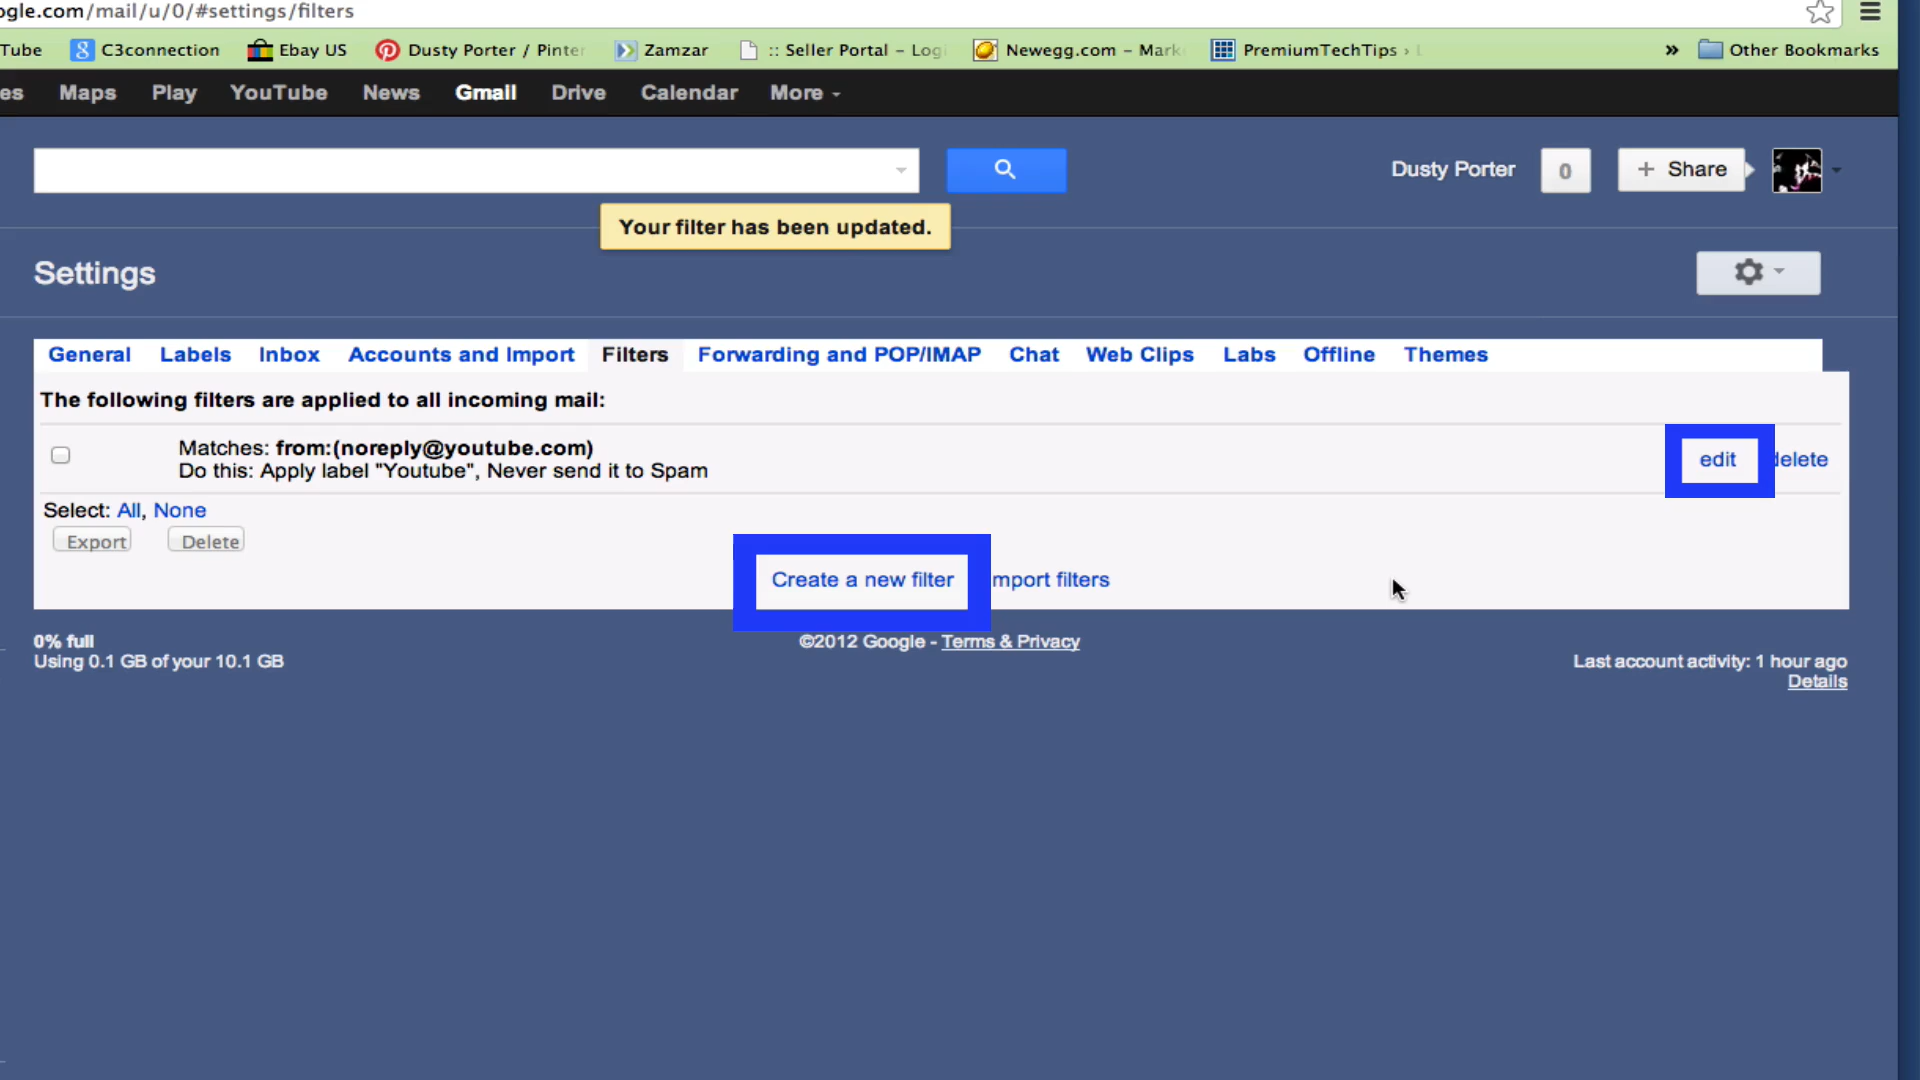 ogle.com/mail/u/0/#settings/filters
Tube C3connection Ebay US Dusty Porter / Pinter Zamzar :: Seller Portal – Logi Newegg.com – Mark PremiumTechTips › » Other Bookmarks
es Maps Play YouTube News Gmail Drive Calendar More
Dusty Porter 0 + Share
Your filter has been updated.
Settings
General Labels Inbox Accounts and Import Filters Forwarding and POP/IMAP Chat Web Clips Labs Offline Themes
The following filters are applied to all incoming mail:
Matches: from:(noreply@youtube.com)
Do this: Apply label "Youtube", Never send it to Spam
edit delete
Select: All, None
Export Delete
Create a new filter mport filters
0% full
Using 0.1 GB of your 10.1 GB
©2012 Google - Terms & Privacy
Last account activity: 1 hour ago
Details